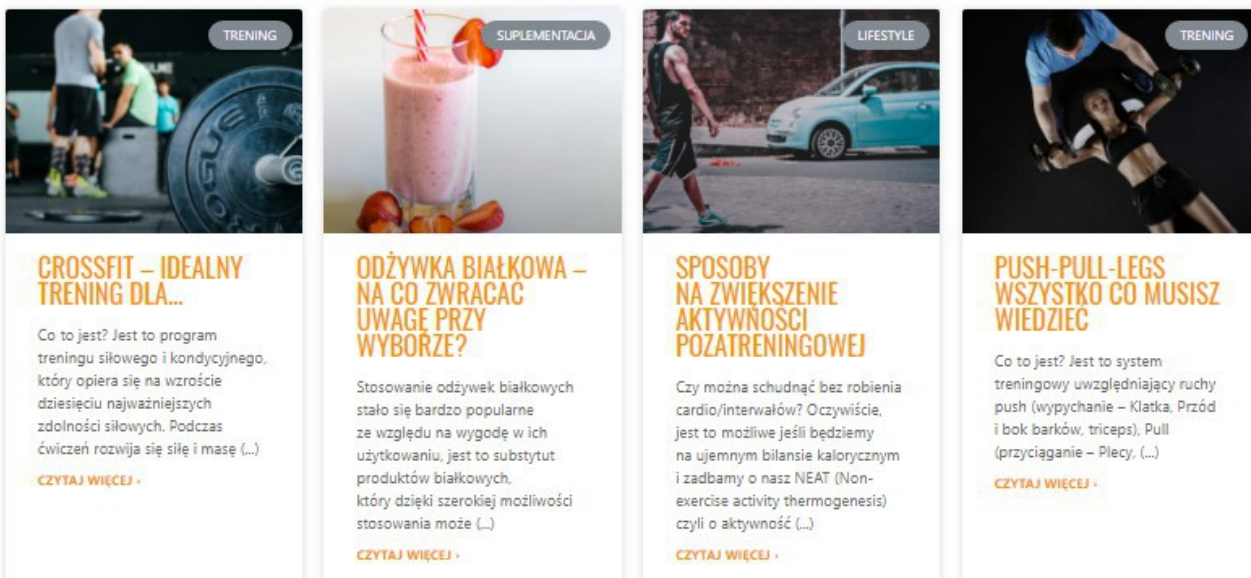 TRENING
CROSSFIT – IDEALNY
TRENING DLA...
Co to jest? Jest to program
treningu siłowego i kondycyjnego,
który opiera się na wzroście
dziesięciu najważniejszych
zdolności siłowych. Podczas
ćwiczeń rozwija się siłę i masę (...)
CZYTAJ WIĘCEJ ›
SUPLEMENTACJA
ODŻYWKA BIAŁKOWA –
NA CO ZWRACAĆ
UWAGĘ PRZY
WYBORZE?
Stosowanie odżywek białkowych
stało się bardzo popularne
ze względu na wygodę w ich
użytkowaniu, jest to substytut
produktów białkowych,
który dzięki szerokiej możliwości
stosowania może (...)
CZYTAJ WIĘCEJ ›
LIFESTYLE
SPOSOBY
NA ZWIĘKSZENIE
AKTYWNOŚCI
POZATRENINGOWEJ
Czy można schudnąć bez robienia
cardio/interwałów? Oczywiście,
jest to możliwe jeśli będziemy
na ujemnym bilansie kalorycznym
i zadbamy o nasz NEAT (Non-
exercise activity thermogenesis)
czyli o aktywność (...)
CZYTAJ WIĘCEJ ›
TRENING
PUSH-PULL-LEGS
WSZYSTKO CO MUSISZ
WIEDZIEĆ
Co to jest? Jest to system
treningowy uwzględniający ruchy
push (wypychanie – Klatka, Przód
i bok barków, triceps), Pull
(przyciąganie – Plecy, (...)
CZYTAJ WIĘCEJ ›